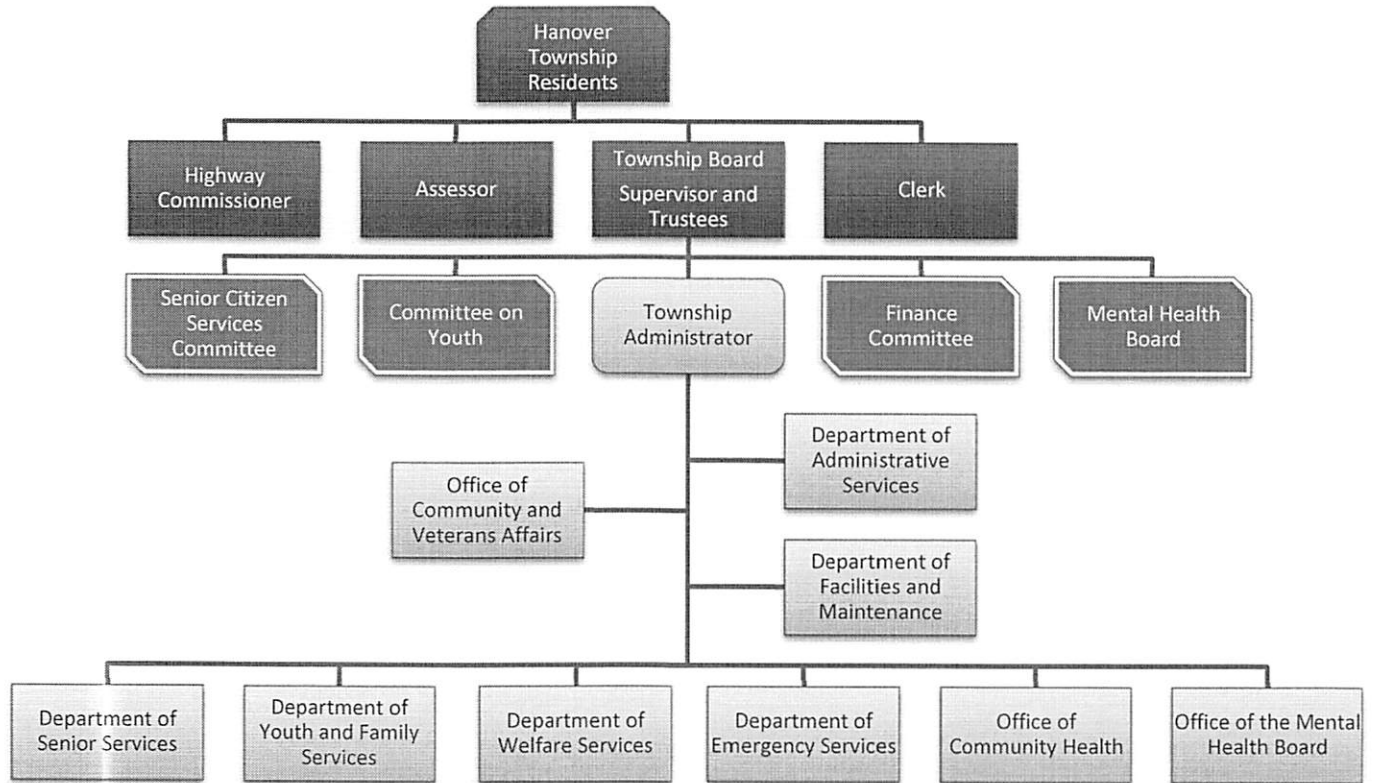 Hanover
Township
Residents
Highway
Commissioner
Assessor
Township Board
Supervisor and
Trustees
Clerk
Senior Citizen
Services
Committee
Committee on
Youth
Township
Administrator
Finance
Committee
Mental Health
Board
Department of
Administrative
Services
Office of
Community and
Veterans Affairs
Department of
Facilities and
Maintenance
Department of
Senior Services
Department of
Youth and Family
Services
Department of
Welfare Services
Department of
Emergency Services
Office of
Community Health
Office of the Mental
Health Board